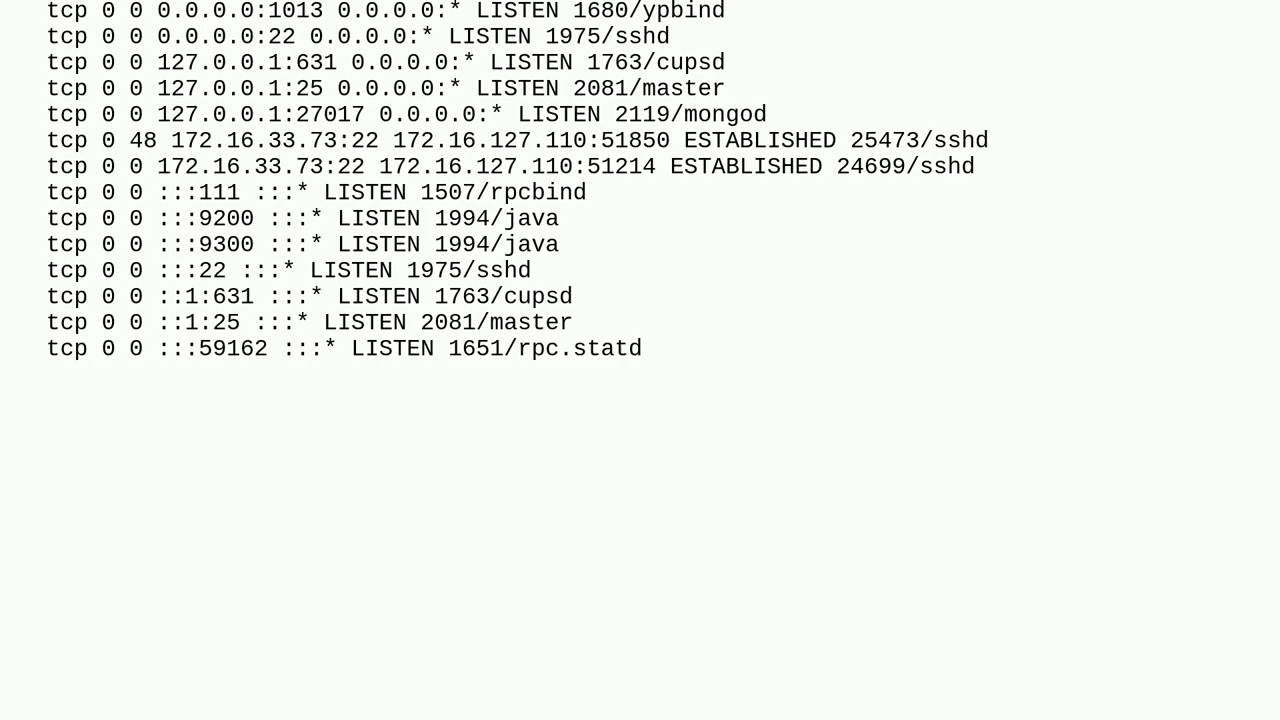 tcp 0 0 0.0.0.0:1013 0.0.0.0:* LISTEN 1680/ypbind
tcp 0 0 0.0.0.0:22 0.0.0.0:* LISTEN 1975/sshd
tcp 0 0 127.0.0.1:631 0.0.0.0:* LISTEN 1763/cupsd
tcp 0 0 127.0.0.1:25 0.0.0.0:* LISTEN 2081/master
tcp 0 0 127.0.0.1:27017 0.0.0.0:* LISTEN 2119/mongod
tcp 0 48 172.16.33.73:22 172.16.127.110:51850 ESTABLISHED 25473/sshd
tcp 0 0 172.16.33.73:22 172.16.127.110:51214 ESTABLISHED 24699/sshd
tcp 0 0 :::111 :::* LISTEN 1507/rpcbind
tcp 0 0 :::9200 :::* LISTEN 1994/java
tcp 0 0 :::9300 :::* LISTEN 1994/java
tcp 0 0 :::22 :::* LISTEN 1975/sshd
tcp 0 0 ::1:631 :::* LISTEN 1763/cupsd
tcp 0 0 ::1:25 :::* LISTEN 2081/master
tcp 0 0 :::59162 :::* LISTEN 1651/rpc.statd